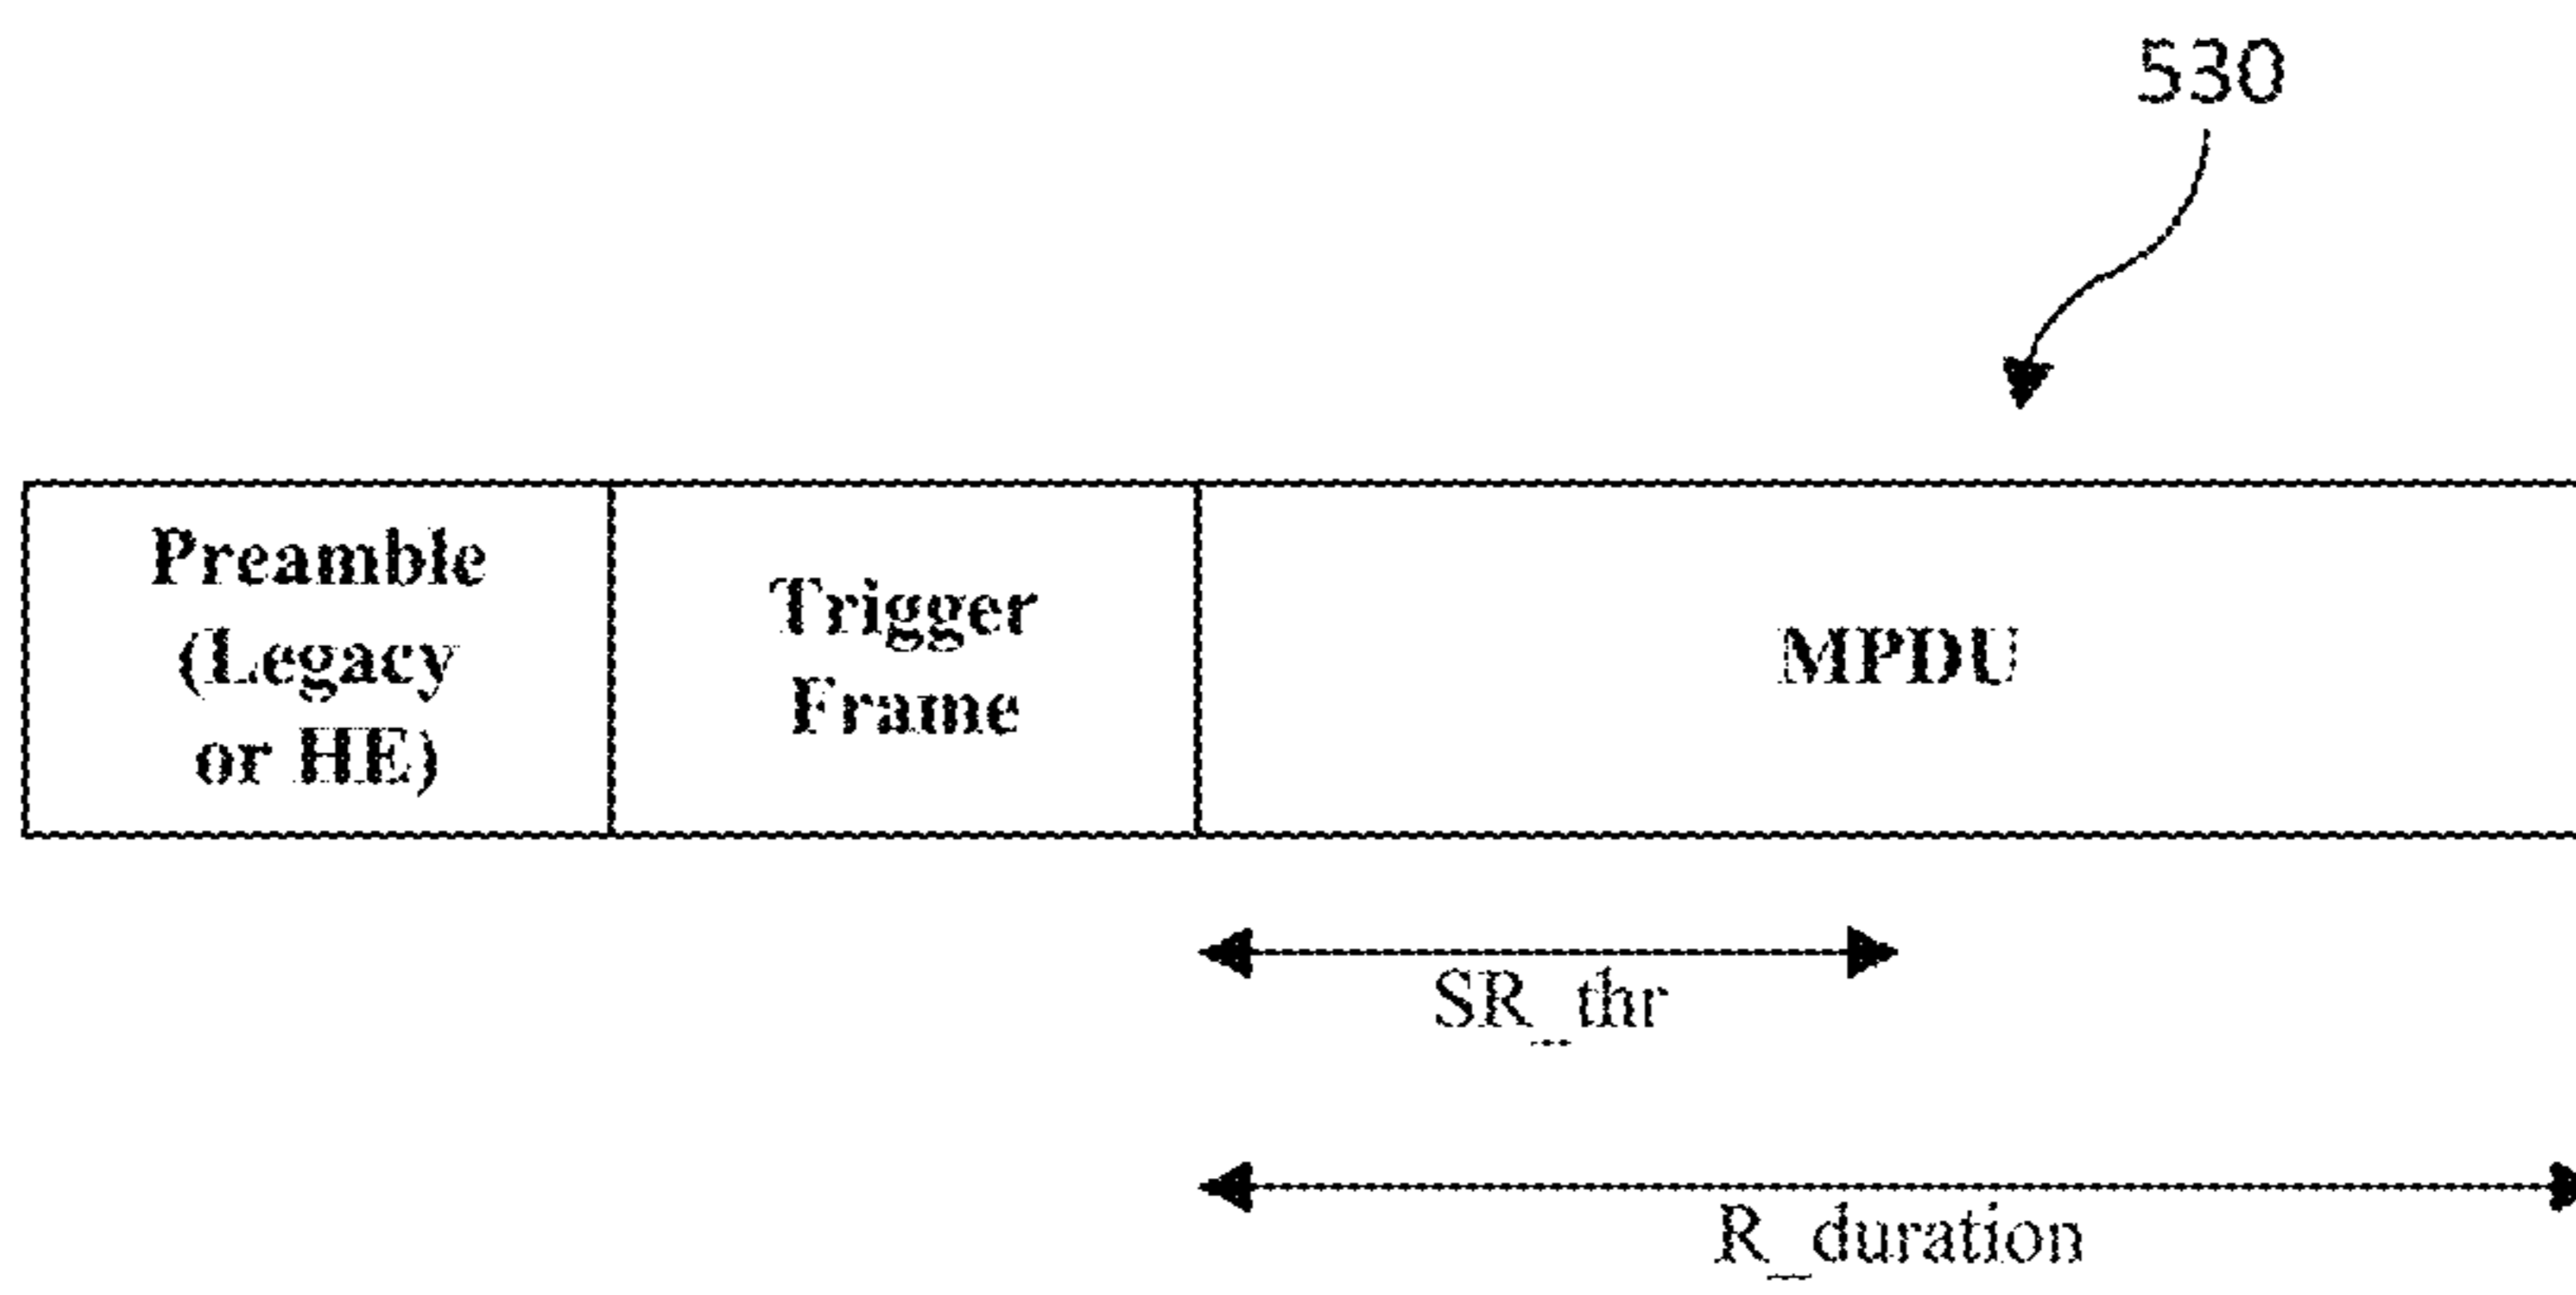 530
Preamble
(Legacy
or HE)
Trigger
Frame
MPDU
SR_thr
R_duration